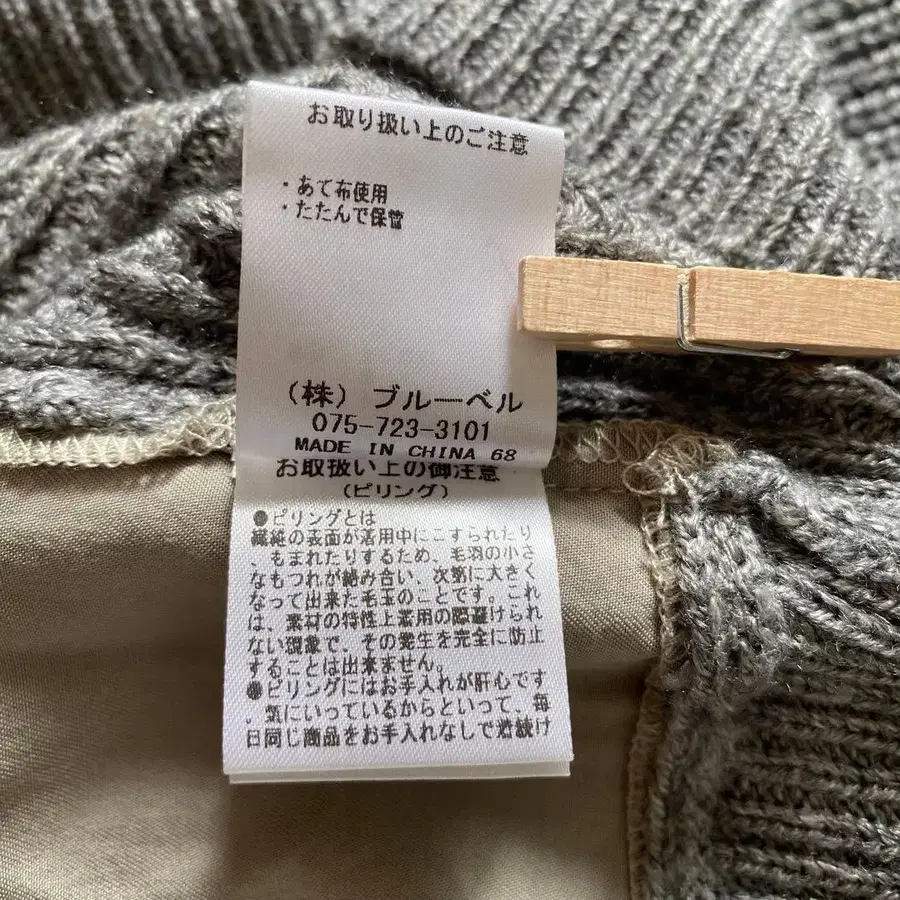 お取り扱い上のご注意
・あて布使用
・たたんで保管
（株）ブルーベル
075-723-3101
MADE IN CHINA 68
お取扱い上の御注意
(ピリング)
●ピリングとは
繊維の表面が着用中にこすられたり
、もまれたりするため、毛羽の小さ
なもつれが絡み合い、次第に大きく
なって出来た毛玉のことです。これ
は、素材の特性上着用の際避けられ
ない現象で、その発生を完全に防止
することは出来ません。
●ピリングにはお手入れが肝心です
。気にいっているからといって、毎
日同じ商品をお手入れなしで着続け